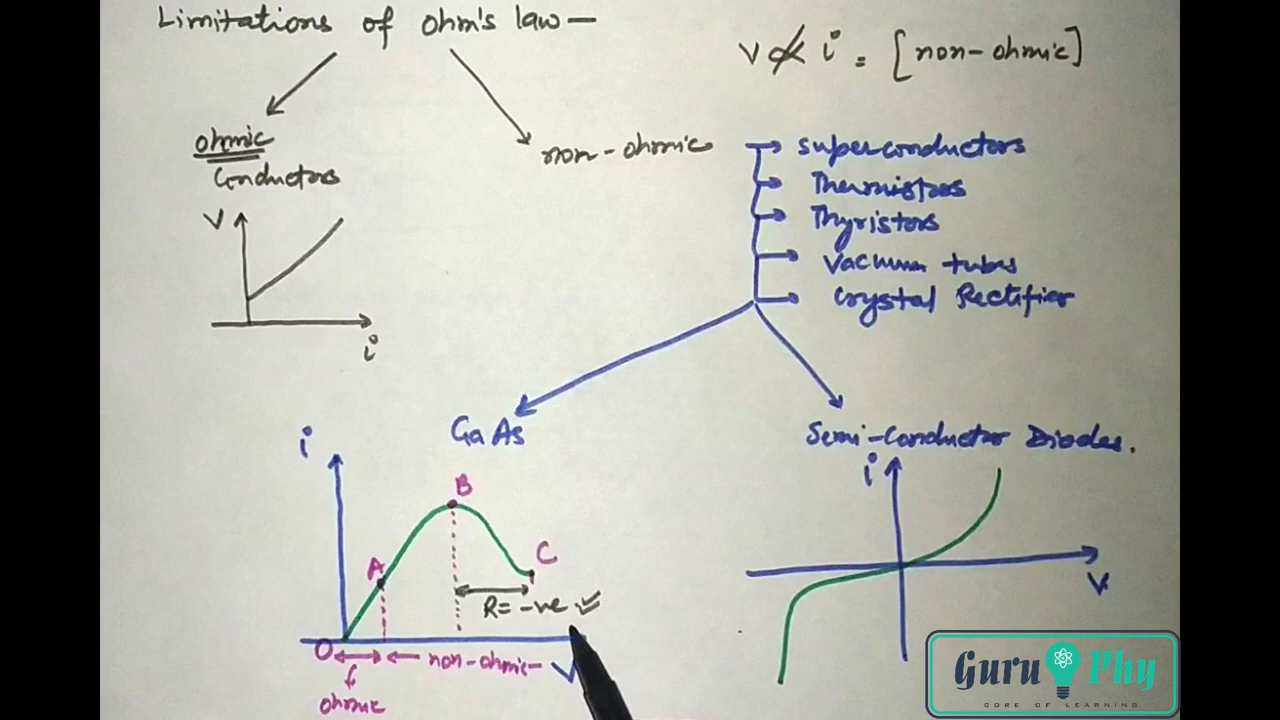 Limitations of ohm's law —
V ∝̸ i = [non-ohmic]
ohmic
Conductors
non-ohmic
superconductors
Thermistors
Thyristors
Vacuum tubes
Crystal Rectifier
V
i
GaAs
Semi-Conductor Diodes.
i
B
A
C
R = -ve
O
ohmic
non-ohmic
V
i
V
Guru Phy
CORE OF LEARNING